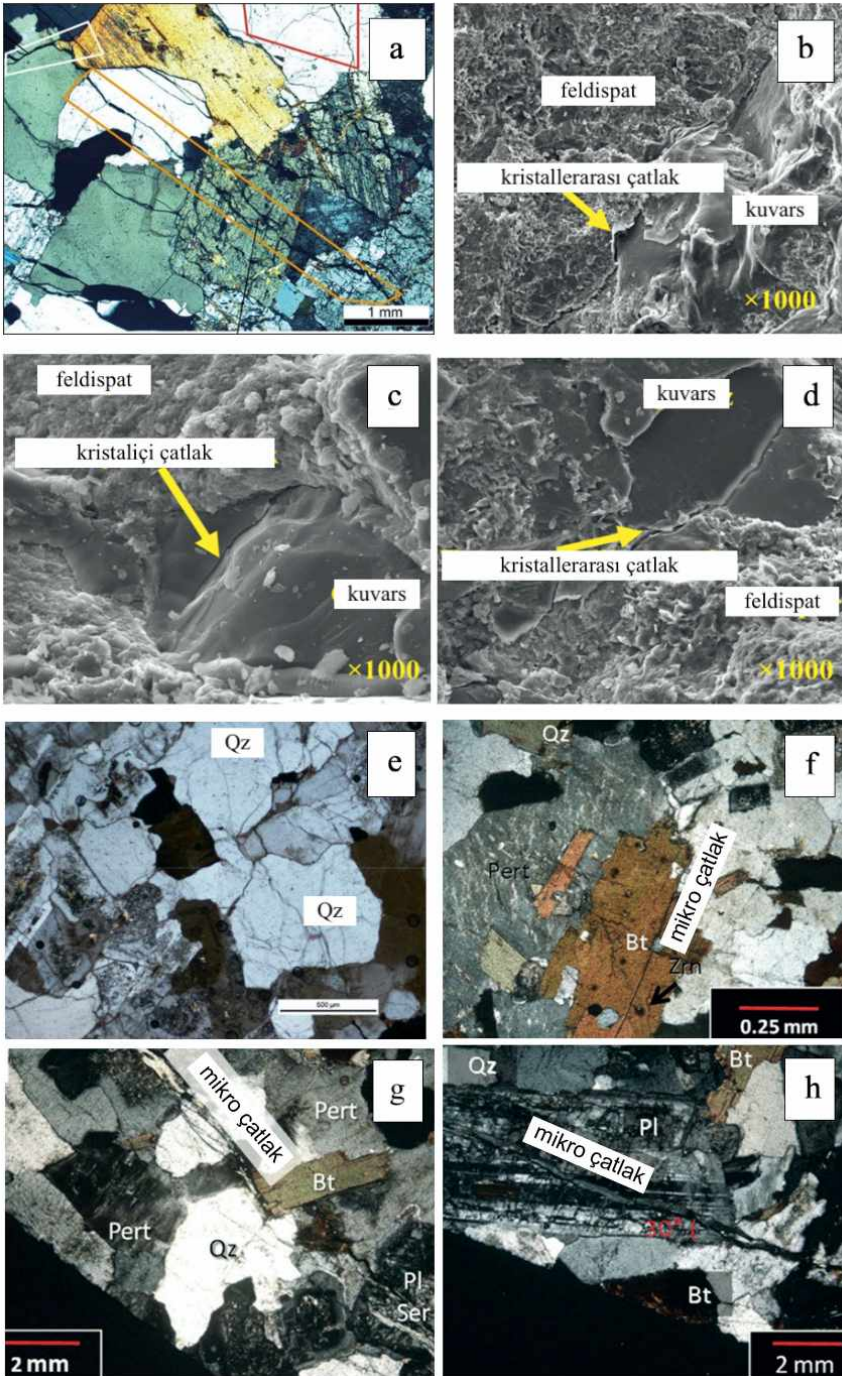 a
1 mm
b
feldispat
kristallerarası çatlak
kuvars
×1000
c
feldispat
kristaliçi çatlak
kuvars
×1000
d
kuvars
kristallerarası çatlak
feldispat
×1000
e
Qz
Qz
500 µm
f
Qz
Pert
mikro çatlak
Bt
Zrn
0.25 mm
g
mikro çatlak
Pert
Bt
Pert
Qz
Pl
Ser
2 mm
h
Qz
Bt
Pl
mikro çatlak
30°
Bt
2 mm